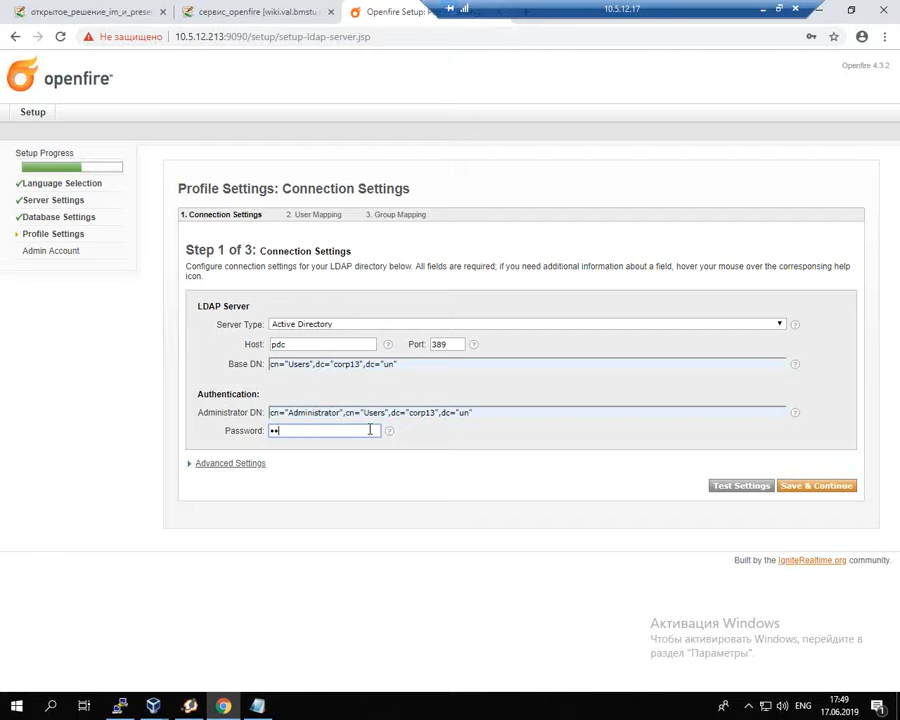 открытое_решение_im_и_prese
сервис_openfire [wiki.val.bmstu.r
Openfire Setup: P
10.5.12.17
Не защищено
10.5.12.213:9090/setup/setup-ldap-server.jsp
openfire™
Openfire 4.3.2
Setup
Setup Progress
Language Selection
Server Settings
Database Settings
Profile Settings
Admin Account
Profile Settings: Connection Settings
1. Connection Settings
2. User Mapping
3. Group Mapping
Step 1 of 3: Connection Settings
Configure connection settings for your LDAP directory below. All fields are required; if you need additional information about a field, hover your mouse over the corresponding help
icon.
LDAP Server
Server Type: Active Directory
Host: pdc Port: 389
Base DN: cn="Users",dc="corp13",dc="un"
Authentication:
Administrator DN: cn="Administrator",cn="Users",dc="corp13",dc="un"
Password: ••
Advanced Settings
Test Settings
Save & Continue
Built by the IgniteRealtime.org community.
Активация Windows
Чтобы активировать Windows, перейдите в
раздел "Параметры".
ENG
17:49
17.06.2019
1